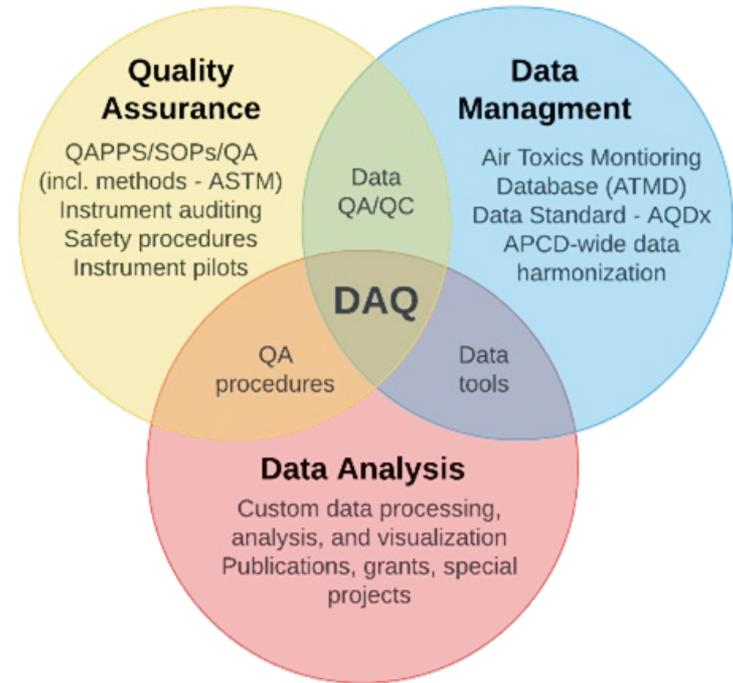 Quality
Assurance
QAPPS/SOPs/QA
(incl. methods - ASTM)
Instrument auditing
Safety procedures
Instrument pilots
Data
QA/QC
Data
Managment
Air Toxics Montioring
Database (ATMD)
Data Standard - AQDx
APCD-wide data
harmonization
DAQ
QA
procedures
Data
tools
Data Analysis
Custom data processing,
analysis, and visualization
Publications, grants, special
projects